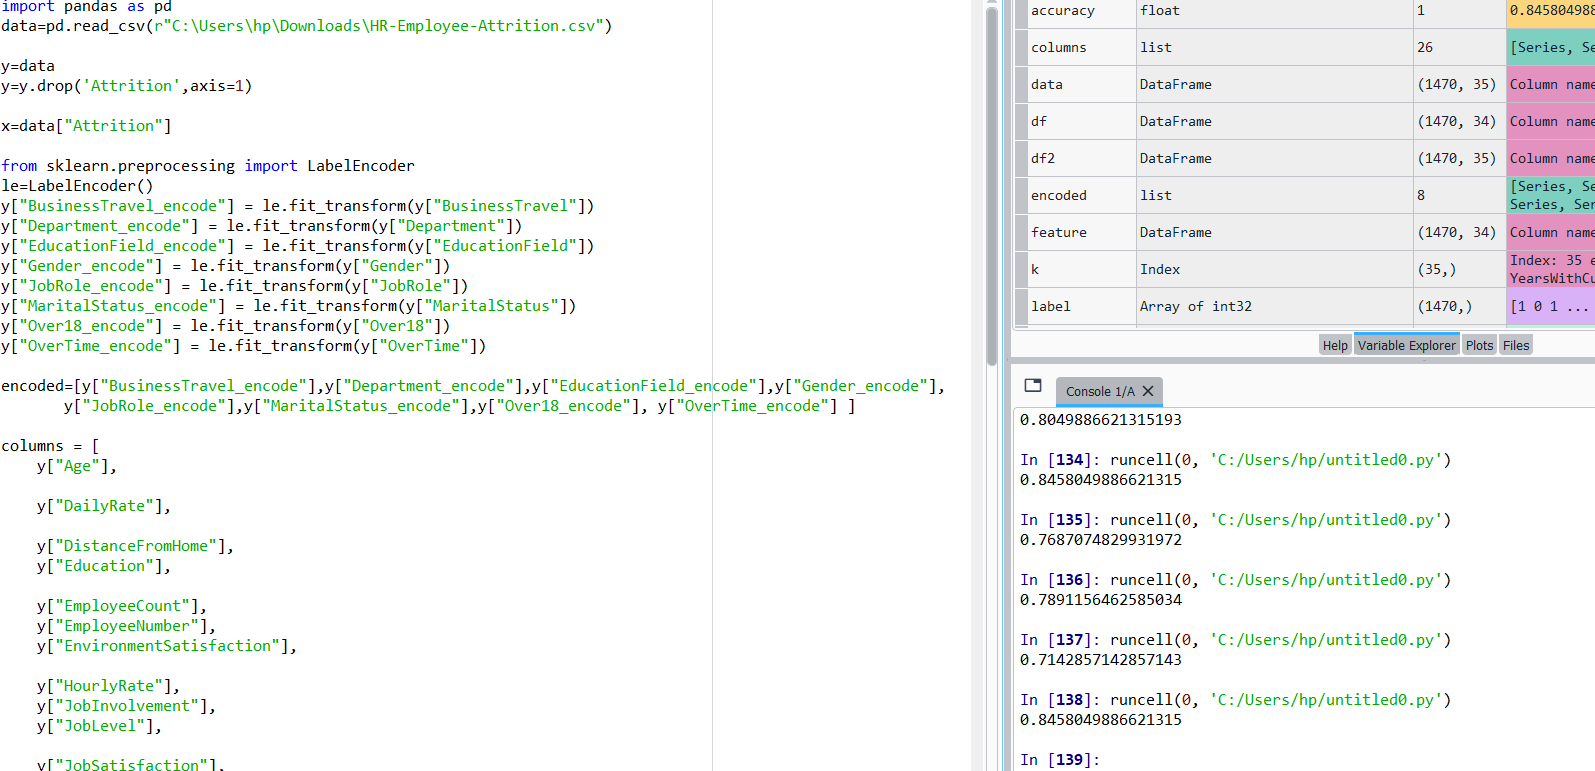 import pandas as pd
data=pd.read_csv(r"C:\Users\hp\Downloads\HR-Employee-Attrition.csv")
y=data
y=y.drop('Attrition',axis=1)
x=data["Attrition"]
from sklearn.preprocessing import LabelEncoder
le=LabelEncoder()
y["BusinessTravel_encode"] = le.fit_transform(y["BusinessTravel"])
y["Department_encode"] = le.fit_transform(y["Department"])
y["EducationField_encode"] = le.fit_transform(y["EducationField"])
y["Gender_encode"] = le.fit_transform(y["Gender"])
y["JobRole_encode"] = le.fit_transform(y["JobRole"])
y["MaritalStatus_encode"] = le.fit_transform(y["MaritalStatus"])
y["Over18_encode"] = le.fit_transform(y["Over18"])
y["OverTime_encode"] = le.fit_transform(y["OverTime"])
encoded=[y["BusinessTravel_encode"],y["Department_encode"],y["EducationField_encode"],y["Gender_encode"],
y["JobRole_encode"],y["MaritalStatus_encode"],y["Over18_encode"], y["OverTime_encode"] ]
columns = [
y["Age"],
y["DailyRate"],
y["DistanceFromHome"],
y["Education"],
y["EmployeeCount"],
y["EmployeeNumber"],
y["EnvironmentSatisfaction"],
y["HourlyRate"],
y["JobInvolvement"],
y["JobLevel"],
y["JobSatisfaction"],
accuracy float 1 0.84580498
columns list 26 [Series, Se
data DataFrame (1470, 35) Column name
df DataFrame (1470, 34) Column name
df2 DataFrame (1470, 35) Column name
encoded list 8 [Series, Se
Series, Ser
feature DataFrame (1470, 34) Column name
k Index (35,) Index: 35 e
YearsWithCu
label Array of int32 (1470,) [1 0 1 ...
Help Variable Explorer Plots Files
Console 1/A
0.8049886621315193
In [134]: runcell(0, 'C:/Users/hp/untitled0.py')
0.8458049886621315
In [135]: runcell(0, 'C:/Users/hp/untitled0.py')
0.7687074829931972
In [136]: runcell(0, 'C:/Users/hp/untitled0.py')
0.7891156462585034
In [137]: runcell(0, 'C:/Users/hp/untitled0.py')
0.7142857142857143
In [138]: runcell(0, 'C:/Users/hp/untitled0.py')
0.8458049886621315
In [139]: